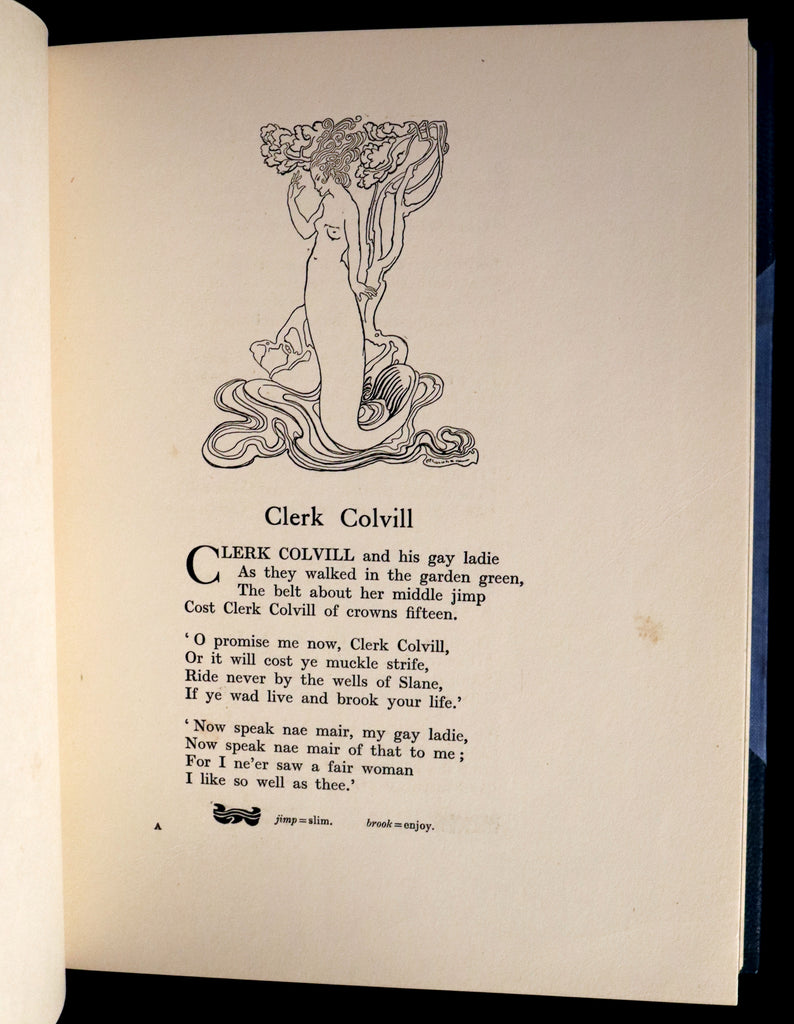 Clerk Colvill
CLERK COLVILL and his gay ladie
As they walked in the garden green,
The belt about her middle jimp
Cost Clerk Colvill of crowns fifteen.
‘ O promise me now, Clerk Colvill,
Or it will cost ye muckle strife,
Ride never by the wells of Slane,
If ye wad live and brook your life.’
‘ Now speak nae mair, my gay ladie,
Now speak nae mair of that to me ;
For I ne’er saw a fair woman
I like so well as thee.’
jimp = slim. brook = enjoy.
A